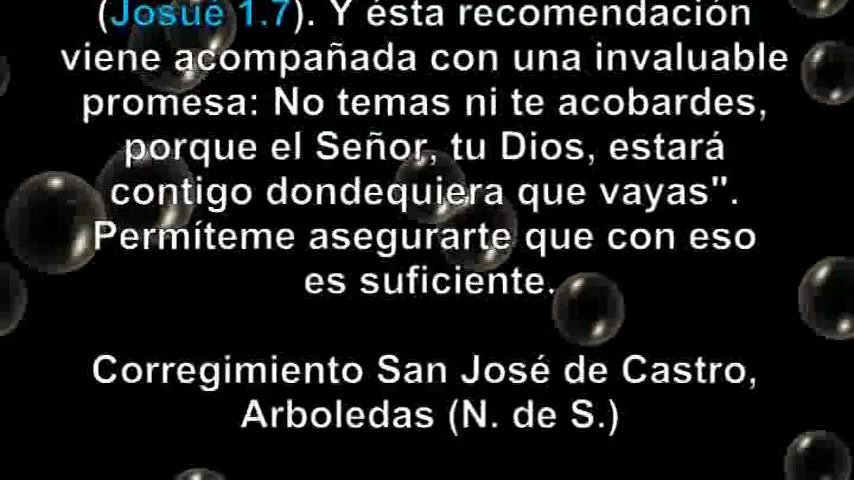 (Josué 1.7). Y ésta recomendación
viene acompañada con una invaluable
promesa: No temas ni te acobardes,
porque el Señor, tu Dios, estará
contigo dondequiera que vayas".
Permíteme asegurarte que con eso
es suficiente.
Corregimiento San José de Castro,
Arboledas (N. de S.)